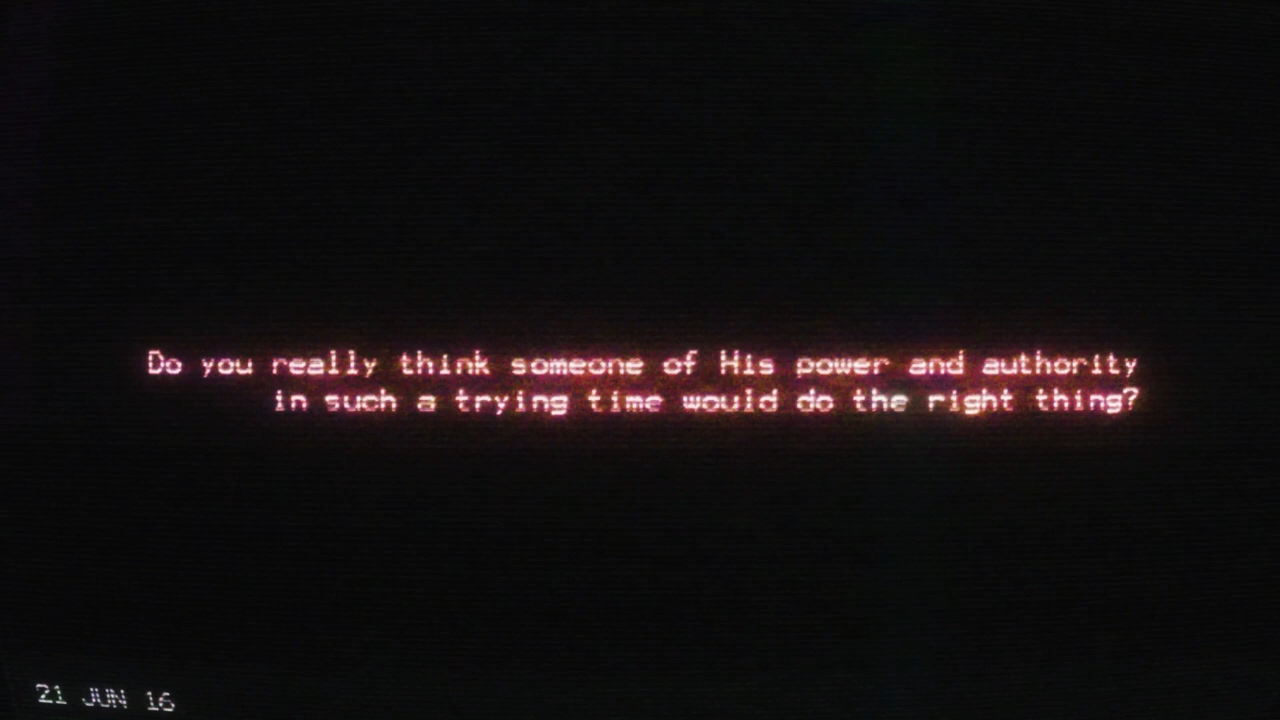 Do you really think someone of His power and authority
in such a trying time would do the right thing?
21 JUN 16